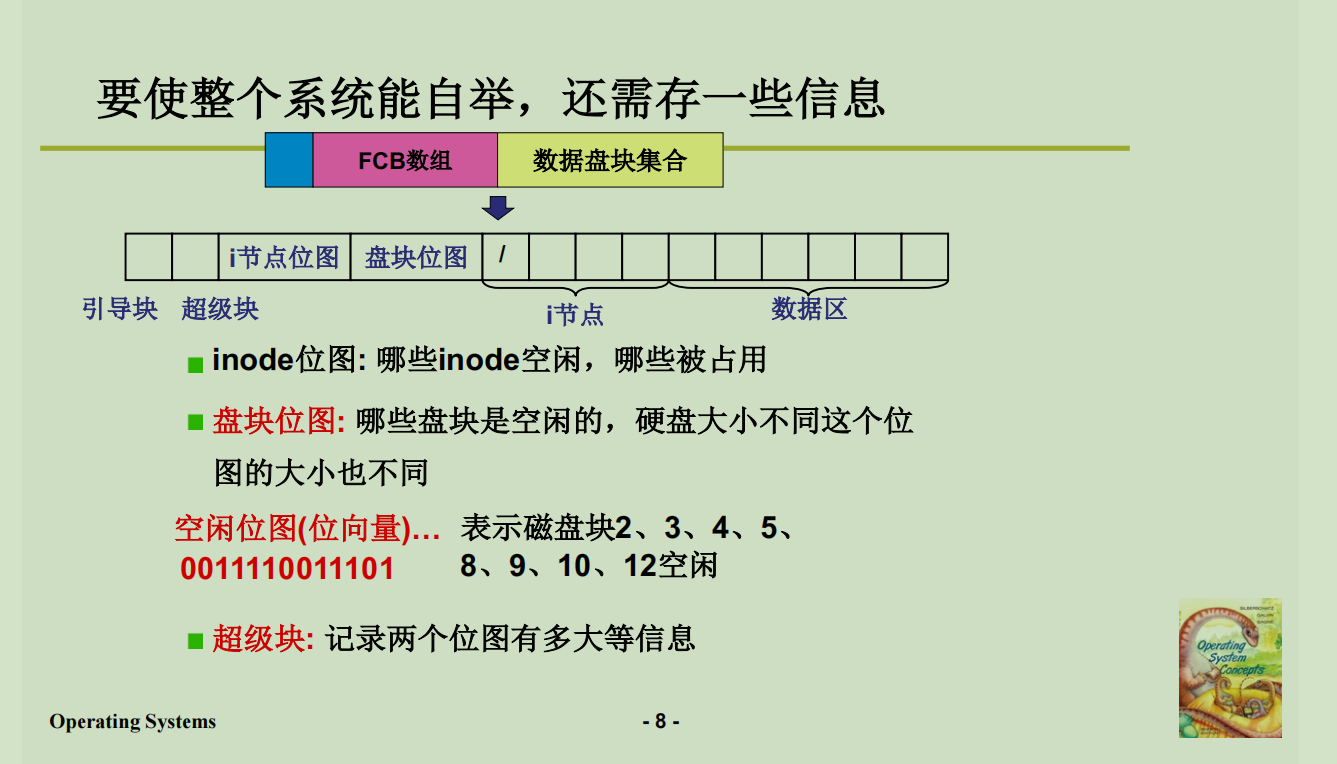 要使整个系统能自举，还需存一些信息
FCB数组 数据盘块集合
i节点位图 盘块位图 /
引导块 超级块 i节点 数据区
inode位图: 哪些inode空闲，哪些被占用
盘块位图: 哪些盘块是空闲的，硬盘大小不同这个位
图的大小也不同
空闲位图(位向量)… 表示磁盘块2、3、4、5、
0011110011101 8、9、10、12空闲
超级块: 记录两个位图有多大等信息
SILBERSCHATZ
GALVIN
GAGNE
Operating
System
Concepts
Operating Systems - 8 -